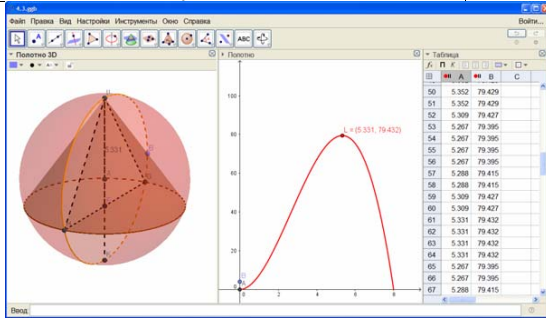 4.3.ggb
Файл Правка Вид Настройки Инструменты Окно Справка
Войти...
ABC
Полотно 3D
Полотно
Таблица
5.331
L = (5.331, 79.432)
100
80
60
40
20
0
0 2 4 6 8
A B C
50 5.352 79.429
51 5.352 79.429
52 5.309 79.427
53 5.267 79.395
54 5.267 79.395
55 5.267 79.395
56 5.267 79.395
57 5.288 79.415
58 5.288 79.415
59 5.309 79.427
60 5.309 79.427
61 5.331 79.432
62 5.331 79.432
63 5.331 79.432
64 5.331 79.432
65 5.267 79.395
66 5.267 79.395
67 5.288 79.415
Ввод: